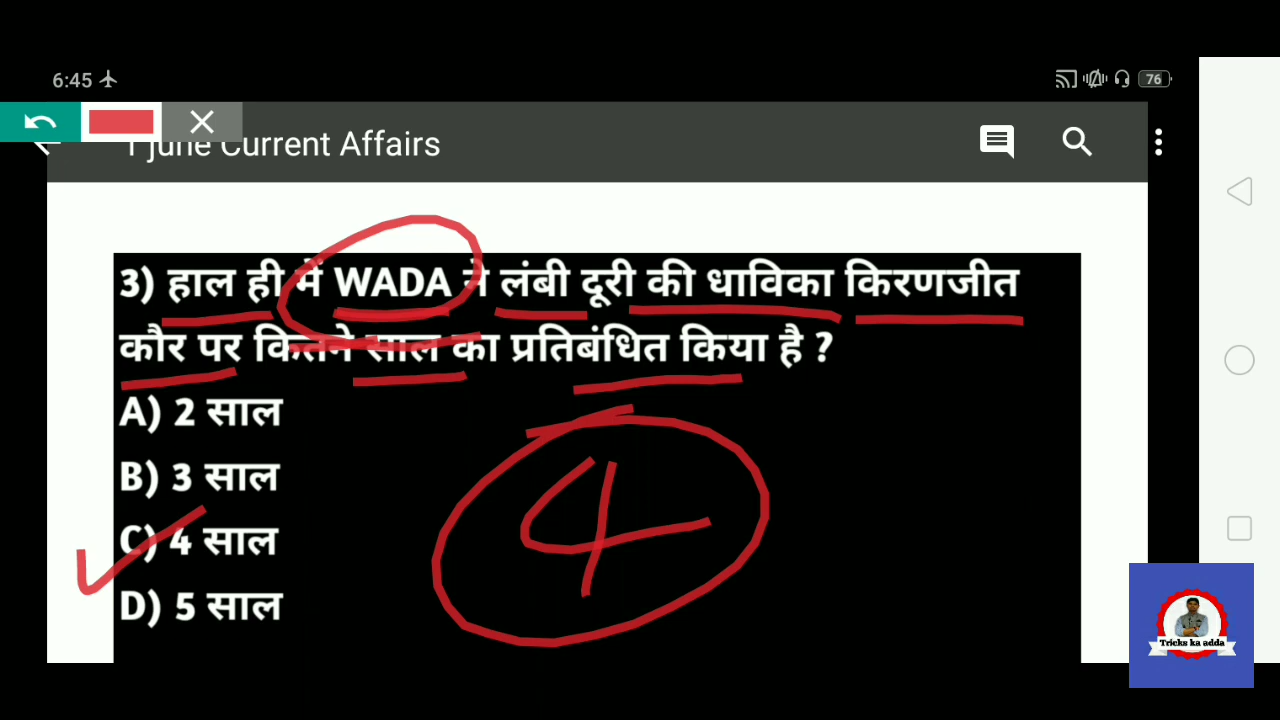 6:45
76
1 june Current Affairs
3) हाल ही में WADA ने लंबी दूरी की धाविका किरणजीत
कौर पर कितने साल का प्रतिबंधित किया है ?
A) 2 साल
B) 3 साल
C) 4 साल
D) 5 साल
4
Tricks ka adda